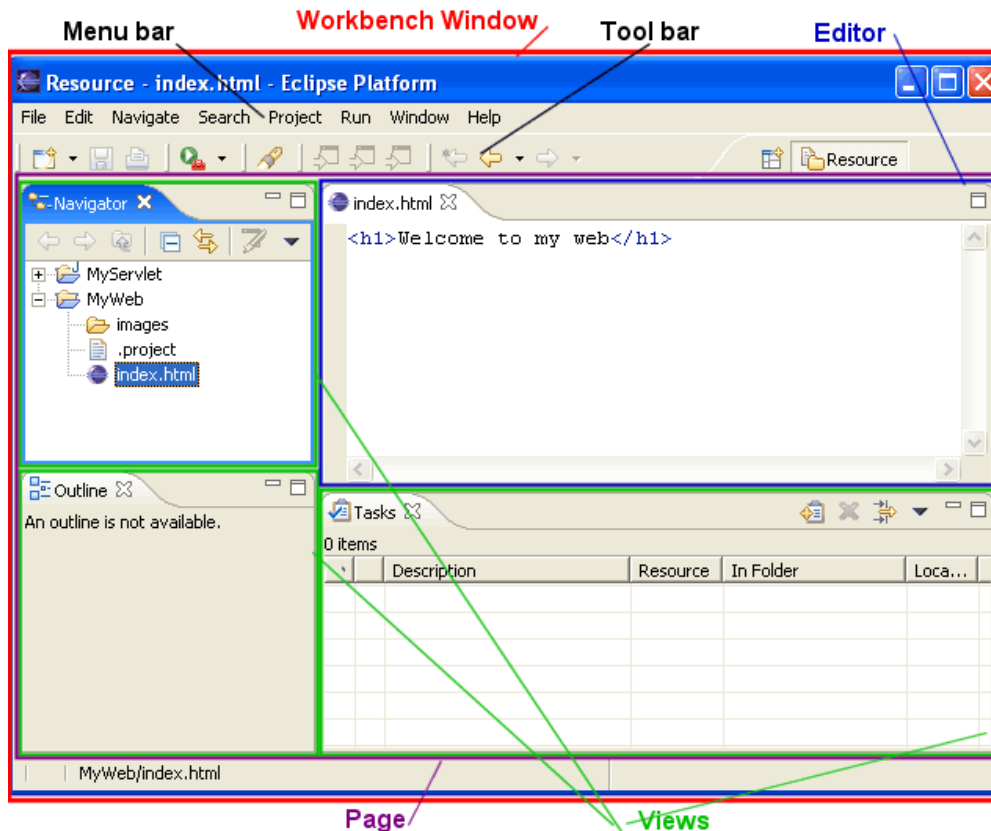 Workbench Window
Menu bar Tool bar Editor
Resource - index.html - Eclipse Platform
File Edit Navigate Search Project Run Window Help
Resource
Navigator
index.html
<h1>Welcome to my web</h1>
MyServlet
MyWeb
images
.project
index.html
Outline
An outline is not available.
Tasks
0 items
Description Resource In Folder Loca...
MyWeb/index.html
Page Views